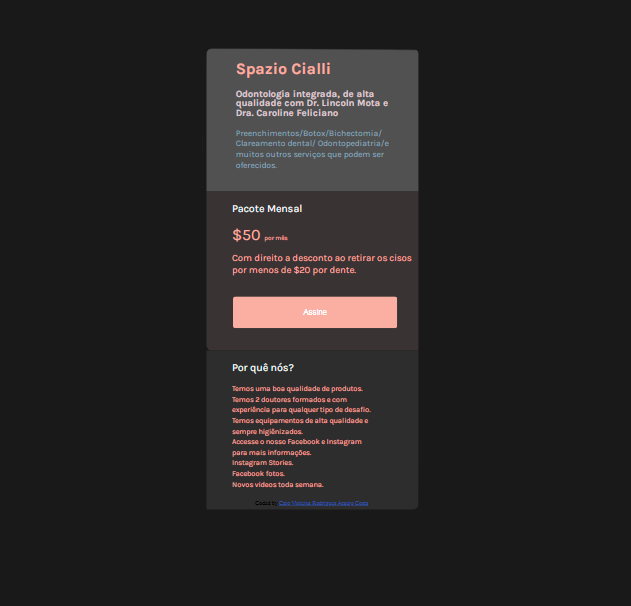 Spazio Cialli
Odontologia integrada, de alta
qualidade com Dr. Lincoln Mota e
Dra. Caroline Feliciano
Preenchimentos/Botox/Bichectomia/
Clareamento dental/ Odontopediatria/e
muitos outros serviços que podem ser
oferecidos.
Pacote Mensal
$50 por mês
Com direito a desconto ao retirar os cisos
por menos de $20 por dente.
Assine
Por quê nós?
Temos uma boa qualidade de produtos.
Temos 2 doutores formados e com
experiência para qualquer tipo de desafio.
Temos equipamentos de alta qualidade e
sempre higiênizados.
Accesse o nosso Facebook e Instagram
para mais informações.
Instagram Stories.
Facebook fotos.
Novos vídeos toda semana.
Coded by Rodrigues